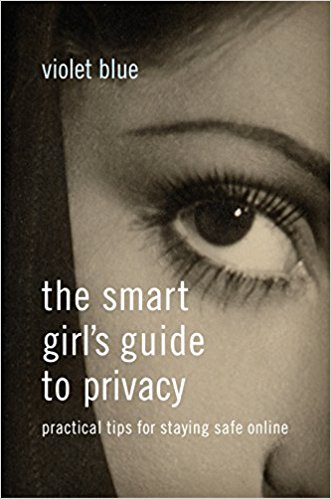 violet blue
the smart
girl's guide
to privacy
practical tips for staying safe online